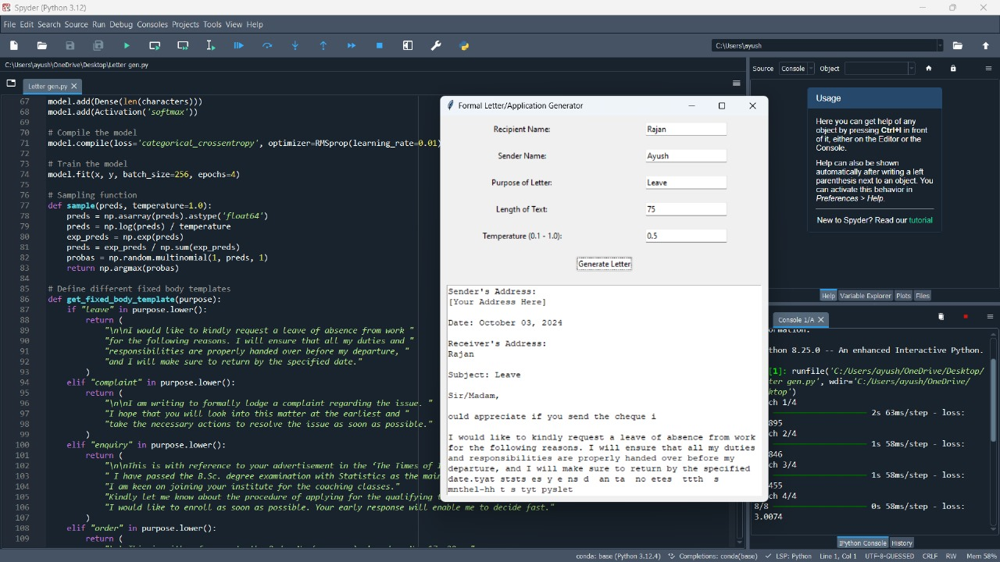 Spyder (Python 3.12)
File Edit Search Source Run Debug Consoles Projects Tools View Help
C:\Users\ayush
C:\Users\ayush\OneDrive\Desktop\Letter gen.py
Letter gen.py
67 model.add(Dense(len(characters)))
68 model.add(Activation('softmax'))
69
70 # Compile the model
71 model.compile(loss='categorical_crossentropy', optimizer=RMSprop(learning_rate=0.01)
72
73 # Train the model
74 model.fit(x, y, batch_size=256, epochs=4)
75
76 # Sampling function
77 def sample(preds, temperature=1.0):
78 preds = np.asarray(preds).astype('float64')
79 preds = np.log(preds) / temperature
80 exp_preds = np.exp(preds)
81 preds = exp_preds / np.sum(exp_preds)
82 probas = np.random.multinomial(1, preds, 1)
83 return np.argmax(probas)
84
85 # Define different fixed body templates
86 def get_fixed_body_template(purpose):
87 if "leave" in purpose.lower():
88 return (
89 "\n\nI would like to kindly request a leave of absence from work "
90 "for the following reasons. I will ensure that all my duties and "
91 "responsibilities are properly handed over before my departure, "
92 "and I will make sure to return by the specified date."
93 )
94 elif "complaint" in purpose.lower():
95 return (
96 "\n\nI am writing to formally lodge a complaint regarding the issue. "
97 "I hope that you will look into this matter at the earliest and "
98 "take the necessary actions to resolve the issue as soon as possible."
99 )
100 elif "enquiry" in purpose.lower():
101 return (
102 "\n\nThis is with reference to your advertisement in the 'The Times of I
103 " I have passed the B.Sc. degree examination with Statistics as the main
104 "I am keen on joining your institute for the coaching classes."
105 "Kindly let me know about the procedure of applying for the qualifying t
106 "I would like to enroll as soon as possible. Your early response will enable me to decide fast."
107 )
108 elif "order" in purpose.lower():
109 return (
Formal Letter/Application Generator
Recipient Name: Rajan
Sender Name: Ayush
Purpose of Letter: Leave
Length of Text: 75
Temperature (0.1 - 1.0): 0.5
Generate Letter
Sender's Address:
[Your Address Here]
Date: October 03, 2024
Receiver's Address:
Rajan
Subject: Leave
Sir/Madam,
ould appreciate if you send the cheque i
I would like to kindly request a leave of absence from work
for the following reasons. I will ensure that all my duties
and responsibilities are properly handed over before my
departure, and I will make sure to return by the specified
date.tyat ststs es y e ns d an ta no etes ttth s
mnthel-hh t s tyt pyslet
Source Console Object
Usage
Here you can get help of any
object by pressing Ctrl+I in front
of it, either on the Editor or the
Console.
Help can also be shown
automatically after writing a left
parenthesis next to an object. You
can activate this behavior in
Preferences > Help.
New to Spyder? Read our tutorial
Help Variable Explorer Plots Files
Console 1/A
thon 8.25.0 -- An enhanced Interactive Python.
[1]: runfile('C:/Users/ayush/OneDrive/Desktop/
ter gen.py', wdir='C:/Users/ayush/OneDrive/
ktop')
ch 1/4
2s 63ms/step - loss:
895
ch 2/4
1s 58ms/step - loss:
846
ch 3/4
1s 58ms/step - loss:
455
ch 4/4
8/8 0s 58ms/step - loss:
3.0074
IPython Console History
conda: base (Python 3.12.4) Completions: conda(base) LSP: Python Line 1, Col 1 UTF-8-GUESSED CRLF RW Mem 58%